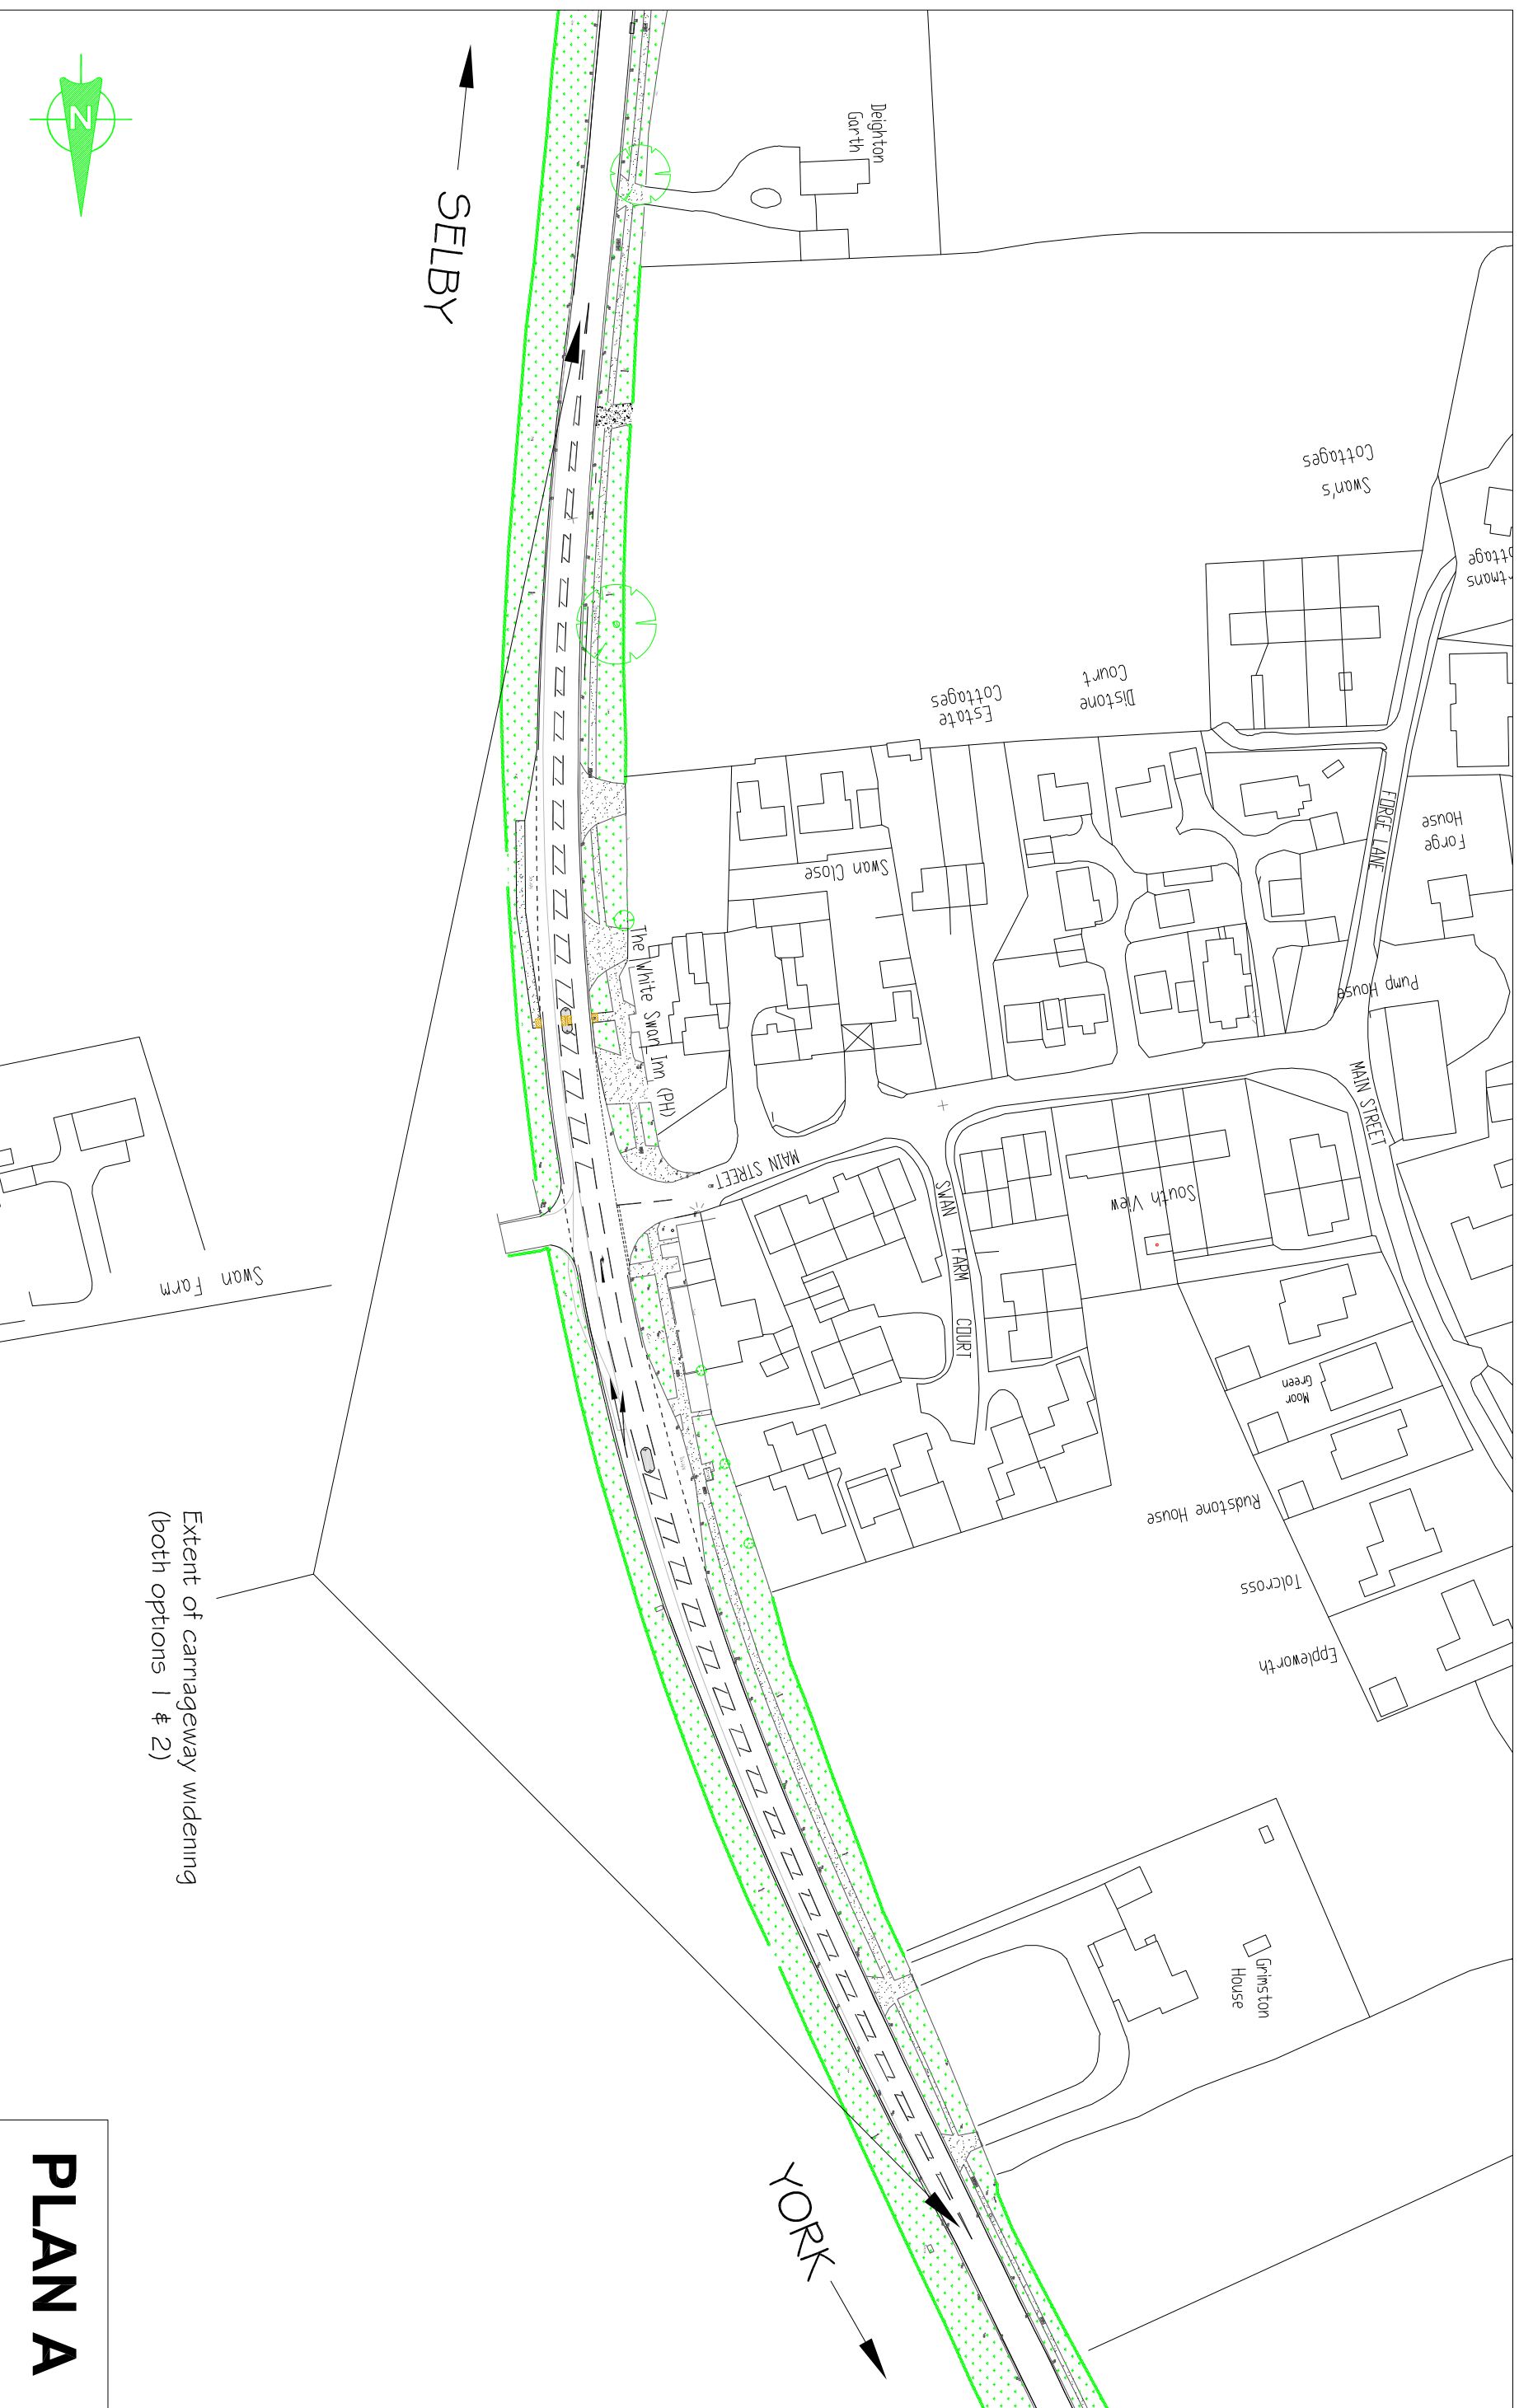 N
SELBY
Deighton
Garth
Swan's
Cottages
rtmans
ttage
Distone
Court
Estate
Cottages
FORGE LANE
Forge
House
Swan Close
The White Swan Inn (PH)
Pump House
MAIN STREET
MAIN STREET
SWAN FARM COURT
South View
Swan Farm
Moor
Green
Rudstone House
Tolcross
Eppleworth
Extent of carriageway widening
(both options 1 & 2)
Grimston
House
YORK
PLAN A